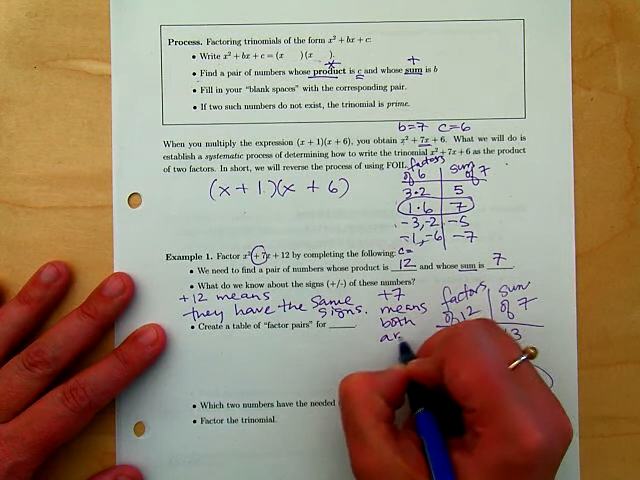 Process. Factoring trinomials of the form x² + bx + c:
• Write x² + bx + c = (x   )(x   ).
× +
• Find a pair of numbers whose product is c and whose sum is b
• Fill in your "blank spaces" with the corresponding pair.
• If two such numbers do not exist, the trinomial is prime.
b=7 c=6
When you multiply the expression (x + 1)(x + 6), you obtain x² + 7x + 6. What we will do is
establish a systematic process of determining how to write the trinomial x² + 7x + 6 as the product
of two factors. In short, we will reverse the process of using FOIL.
(x + 1)(x + 6)
factors of 6 | sum of 7
3·2 | 5
1·6 | 7
-3,-2 | -5
-1,-6 | -7
Example 1. Factor x² + 7x + 12 by completing the following:
c=
• We need to find a pair of numbers whose product is 12 and whose sum is 7.
• What do we know about the signs (+/-) of these numbers?
+12 means
they have the same
signs.
+7
means
both
factors of 12 | sum of 7
• Create a table of "factor pairs" for ____.
• Which two numbers have the needed
• Factor the trinomial.